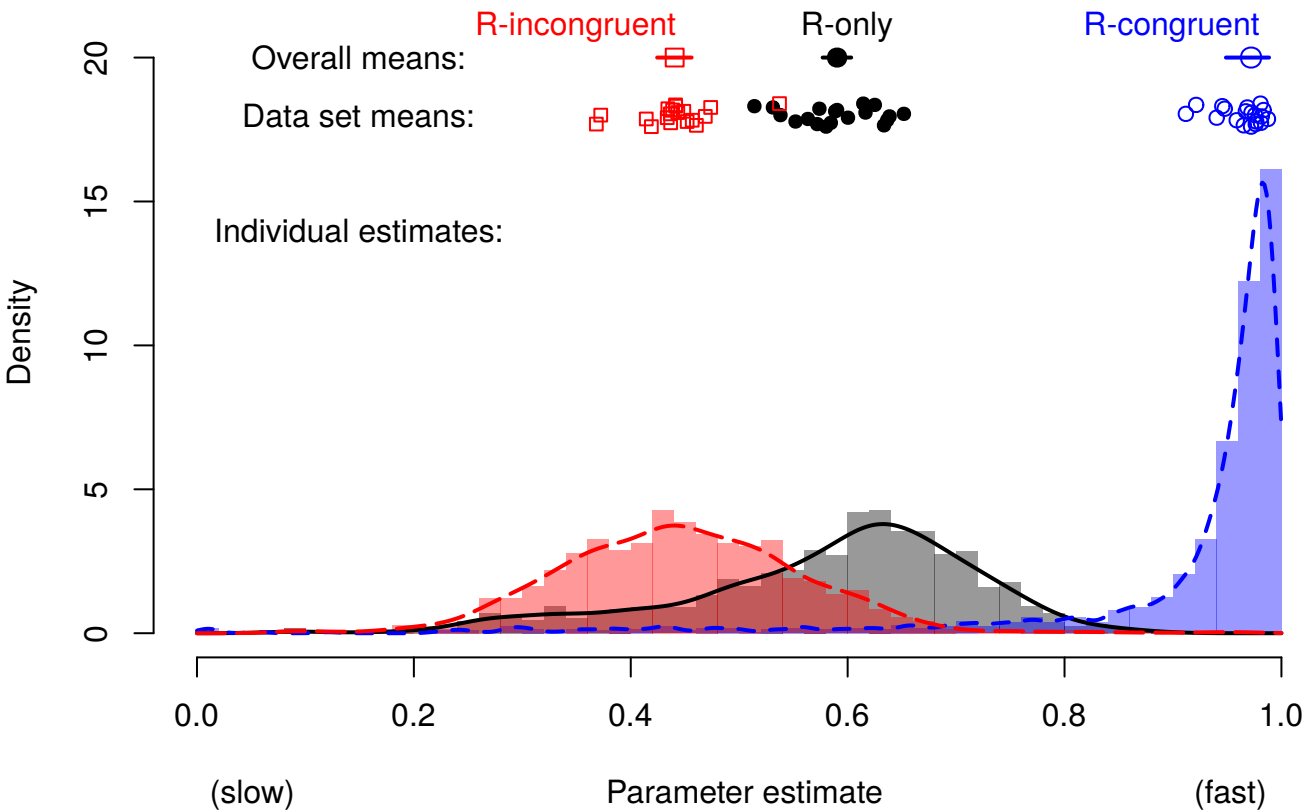 R-incongruent R-only R-congruent
Overall means:
Data set means:
Individual estimates:
Density
20
15
10
5
0
0.0 0.2 0.4 0.6 0.8 1.0
(slow) Parameter estimate (fast)